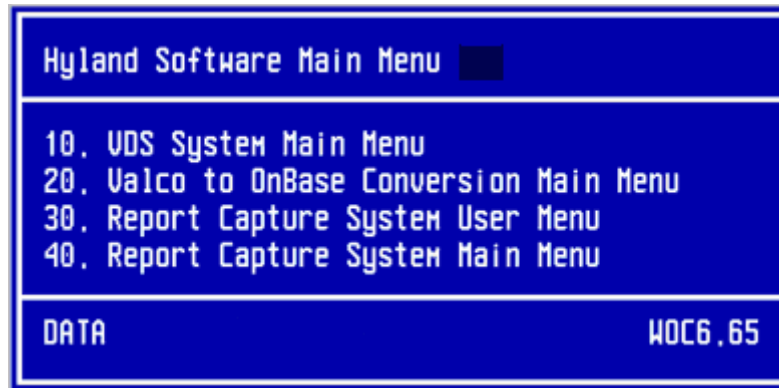 Hyland Software Main Menu
10. VDS System Main Menu
20. Valco to OnBase Conversion Main Menu
30. Report Capture System User Menu
40. Report Capture System Main Menu
DATA WOC6.65